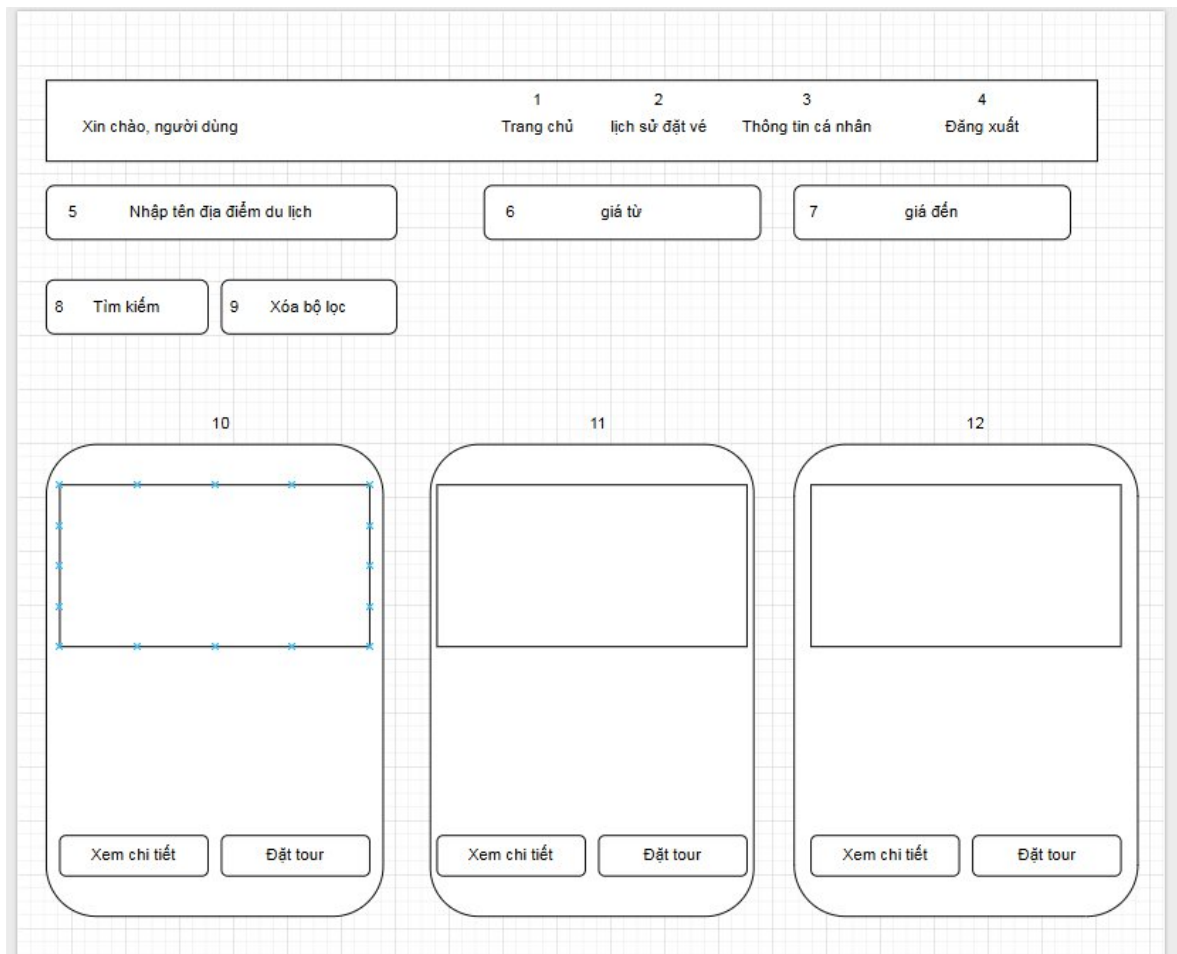 1 2 3 4
Xin chào, người dùng Trang chủ lịch sử đặt vé Thông tin cá nhân Đăng xuất
5 Nhập tên địa điểm du lịch 6 giá từ 7 giá đến
8 Tìm kiếm 9 Xóa bộ lọc
10 11 12
Xem chi tiết Đặt tour Xem chi tiết Đặt tour Xem chi tiết Đặt tour